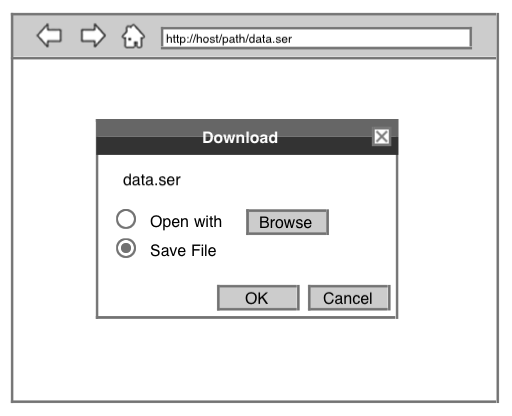 http://host/path/data.ser
Download
data.ser
Open with Browse
Save File
OK Cancel